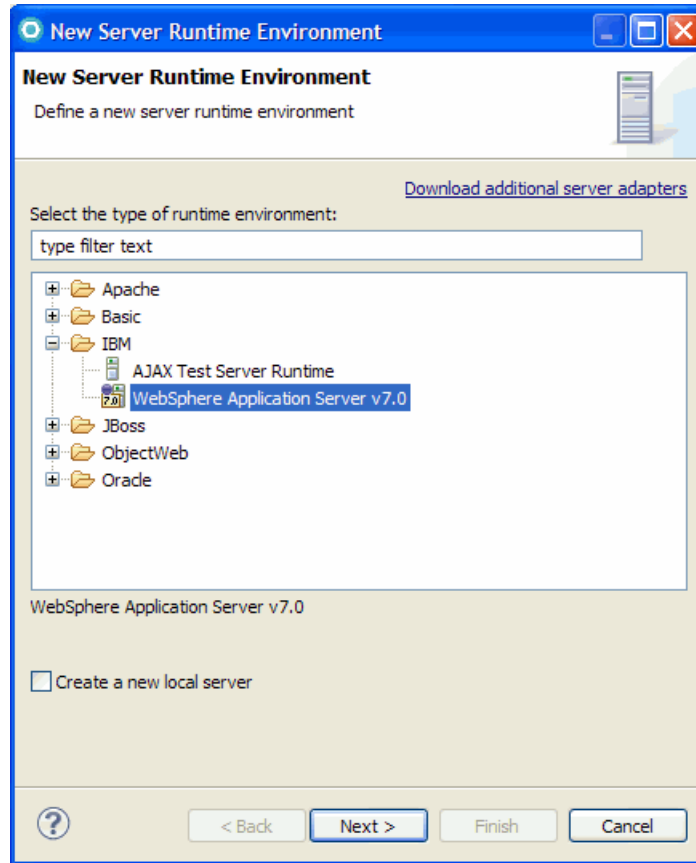 New Server Runtime Environment
New Server Runtime Environment
Define a new server runtime environment
Download additional server adapters
Select the type of runtime environment:
type filter text
Apache
Basic
IBM
AJAX Test Server Runtime
7.0 WebSphere Application Server v7.0
JBoss
ObjectWeb
Oracle
WebSphere Application Server v7.0
Create a new local server
? < Back Next > Finish Cancel